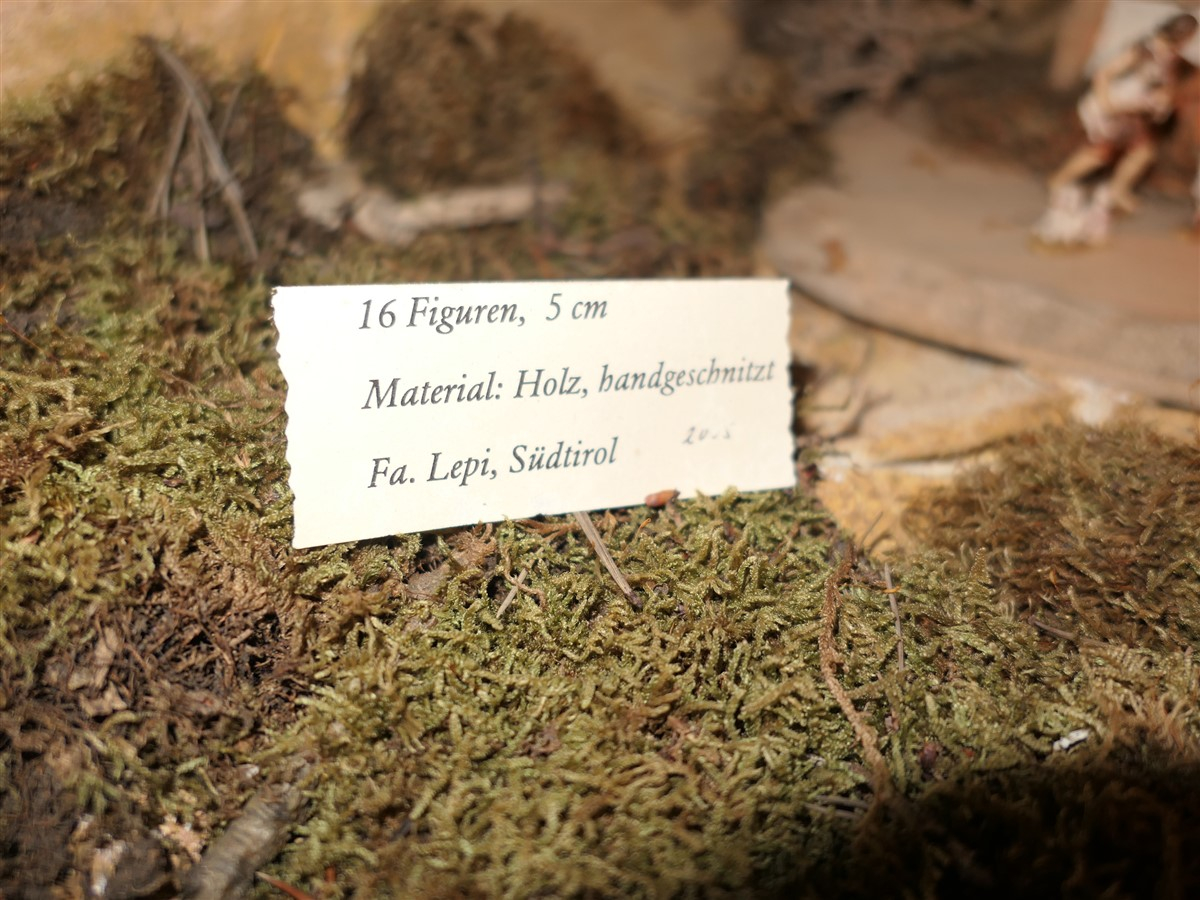 16 Figuren, 5 cm
Material: Holz, handgeschnitzt
Fa. Lepi, Südtirol